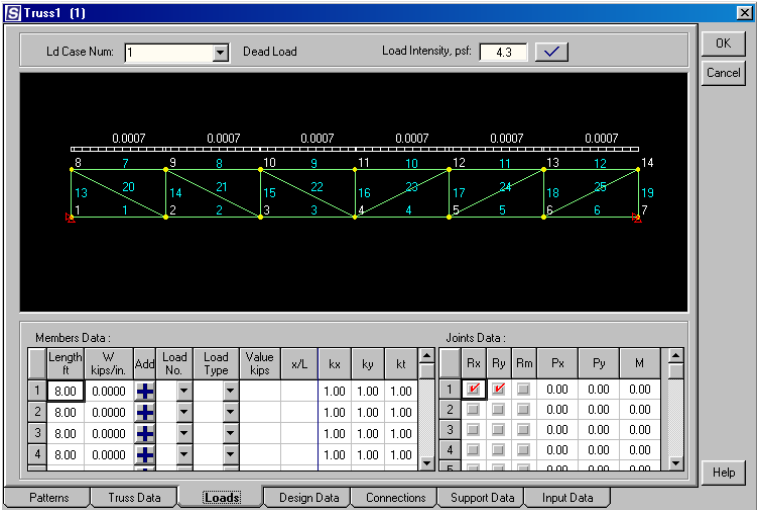 S Truss1 (1)
Ld Case Num: 1 Dead Load Load Intensity, psf: 4.3
OK
Cancel
0.0007 0.0007 0.0007 0.0007 0.0007 0.0007
8 7 9 8 10 9 11 10 12 11 13 12 14
13 20 14 21 15 22 16 23 17 24 18 25 19
1 1 2 2 3 3 4 4 5 5 6 6 7
Members Data :
Length ft W kips/in. Add Load No. Load Type Value kips x/L kx ky kt
1 8.00 0.0000 1.00 1.00 1.00
2 8.00 0.0000 1.00 1.00 1.00
3 8.00 0.0000 1.00 1.00 1.00
4 8.00 0.0000 1.00 1.00 1.00
Joints Data :
Rx Ry Rm Px Py M
1 0.00 0.00 0.00
2 0.00 0.00 0.00
3 0.00 0.00 0.00
4 0.00 0.00 0.00
5 0.00 0.00 0.00
Help
Patterns Truss Data Loads Design Data Connections Support Data Input Data